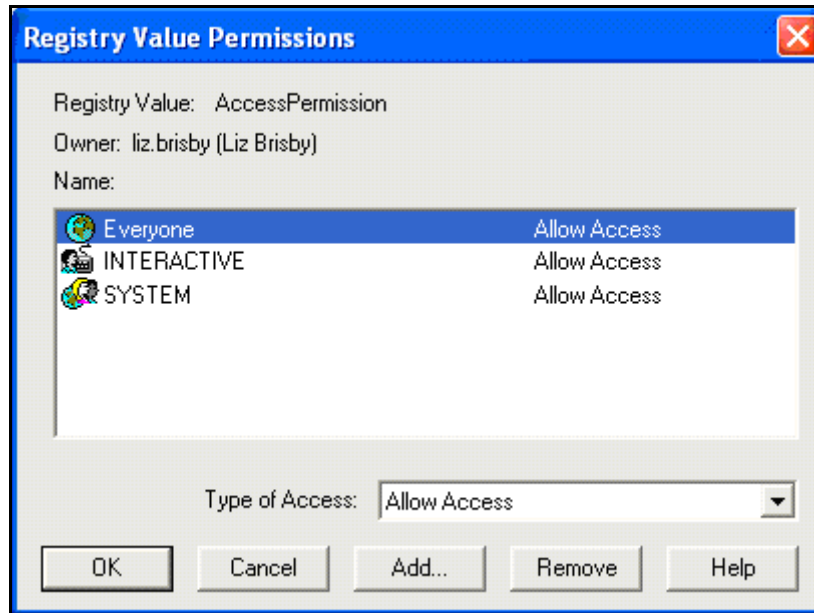 Registry Value Permissions
Registry Value: AccessPermission
Owner: liz.brisby (Liz Brisby)
Name:
Everyone Allow Access
INTERACTIVE Allow Access
SYSTEM Allow Access
Type of Access: Allow Access
OK Cancel Add... Remove Help